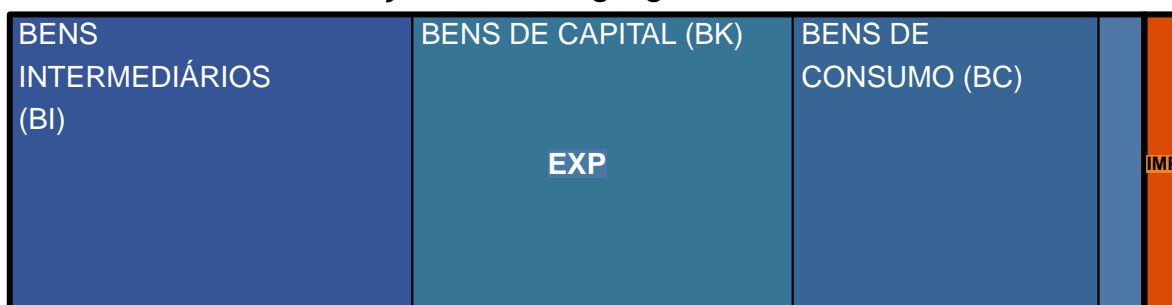 BENS
INTERMEDIÁRIOS
(BI)
BENS DE CAPITAL (BK)
BENS DE
CONSUMO (BC)
EXP